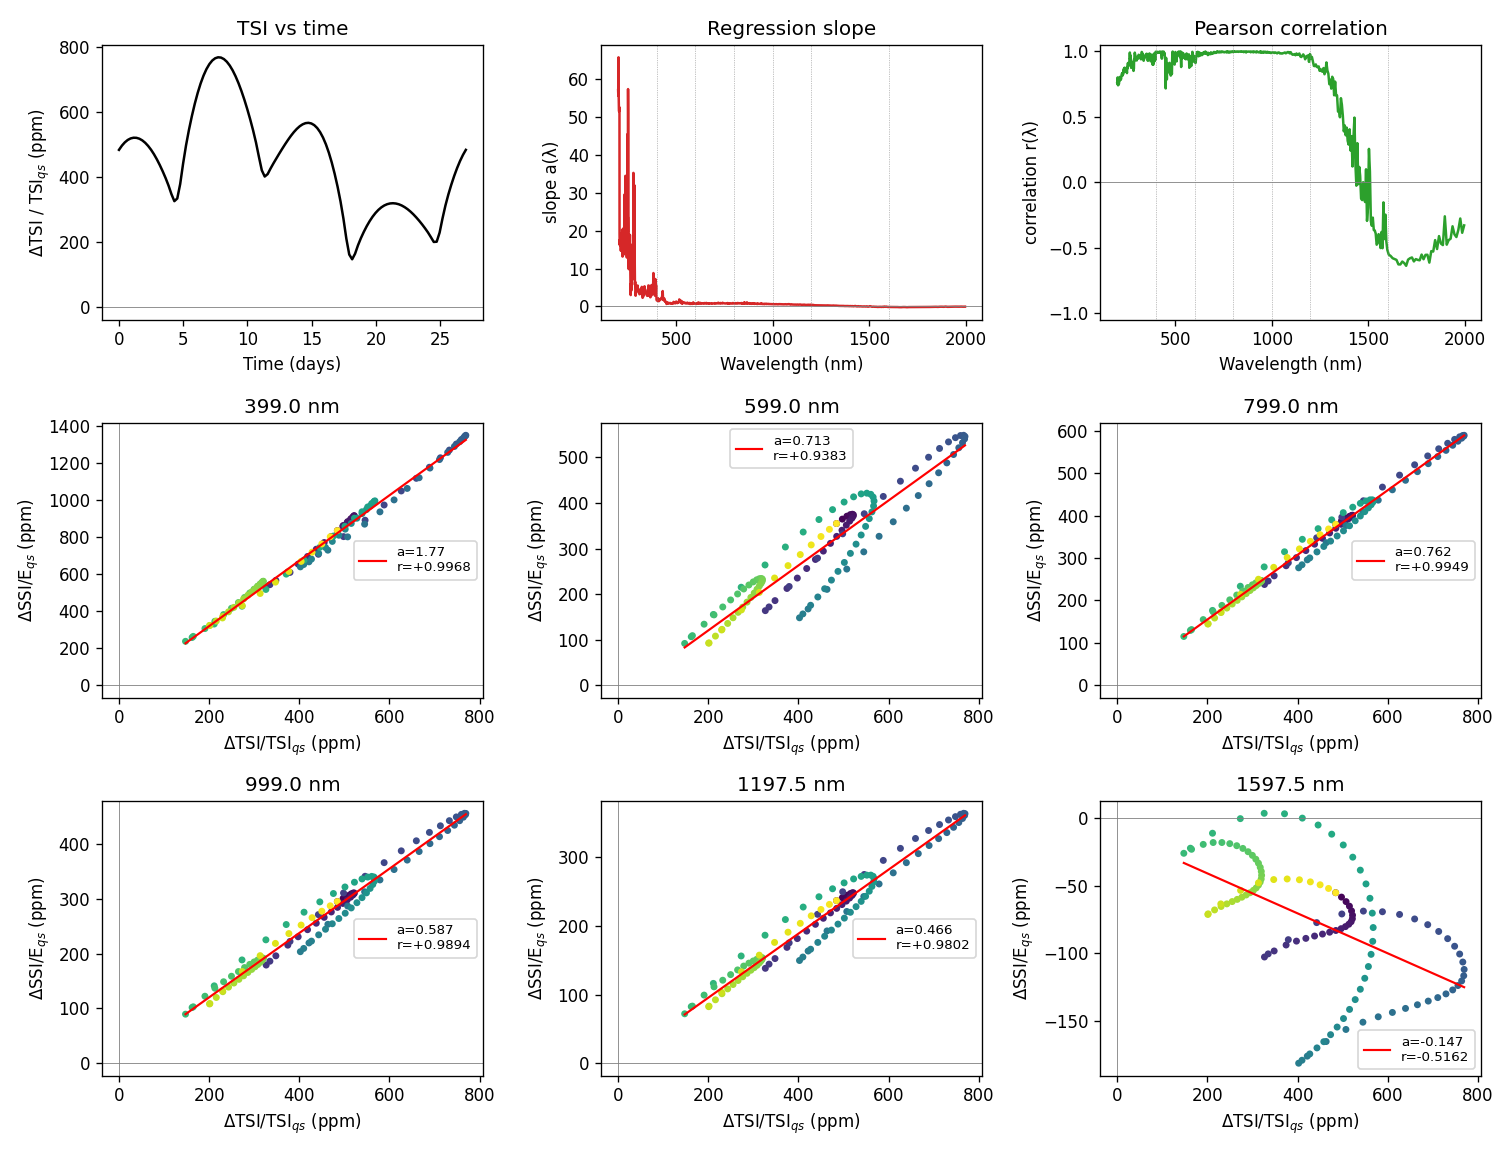 TSI vs time
800
600
400
200
0
0 5 10 15 20 25
Time (days)
ΔTSI / TSI_qs (ppm)
Regression slope
60
50
40
30
20
10
0
500 1000 1500 2000
Wavelength (nm)
slope a(λ)
Pearson correlation
1.0
0.5
0.0
−0.5
−1.0
500 1000 1500 2000
Wavelength (nm)
correlation r(λ)
399.0 nm
1400
1200
1000
800
600
400
200
0
a=1.77
r=+0.9968
0 200 400 600 800
ΔTSI/TSI_qs (ppm)
ΔSSI/E_qs (ppm)
599.0 nm
500
400
300
200
100
0
a=0.713
r=+0.9383
0 200 400 600 800
ΔTSI/TSI_qs (ppm)
ΔSSI/E_qs (ppm)
799.0 nm
600
500
400
300
200
100
0
a=0.762
r=+0.9949
0 200 400 600 800
ΔTSI/TSI_qs (ppm)
ΔSSI/E_qs (ppm)
999.0 nm
400
300
200
100
0
a=0.587
r=+0.9894
0 200 400 600 800
ΔTSI/TSI_qs (ppm)
ΔSSI/E_qs (ppm)
1197.5 nm
300
200
100
0
a=0.466
r=+0.9802
0 200 400 600 800
ΔTSI/TSI_qs (ppm)
ΔSSI/E_qs (ppm)
1597.5 nm
0
−50
−100
−150
a=-0.147
r=-0.5162
0 200 400 600 800
ΔTSI/TSI_qs (ppm)
ΔSSI/E_qs (ppm)